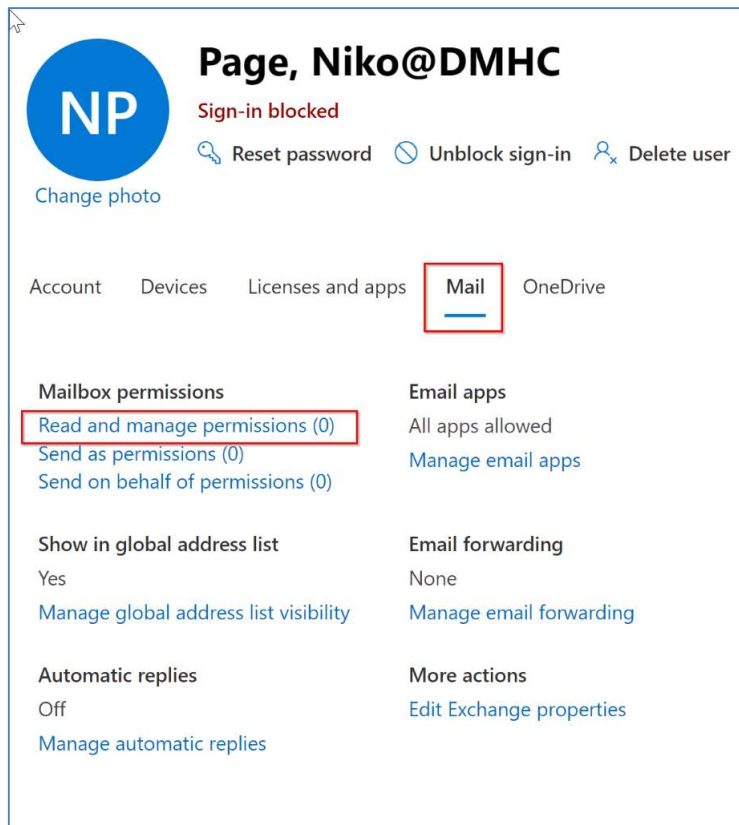 NP
Page, Niko@DMHC
Sign-in blocked
Reset password Unblock sign-in Delete user
Change photo
Account Devices Licenses and apps Mail OneDrive
Mailbox permissions Email apps
Read and manage permissions (0) All apps allowed
Send as permissions (0) Manage email apps
Send on behalf of permissions (0)
Show in global address list Email forwarding
Yes None
Manage global address list visibility Manage email forwarding
Automatic replies More actions
Off Edit Exchange properties
Manage automatic replies